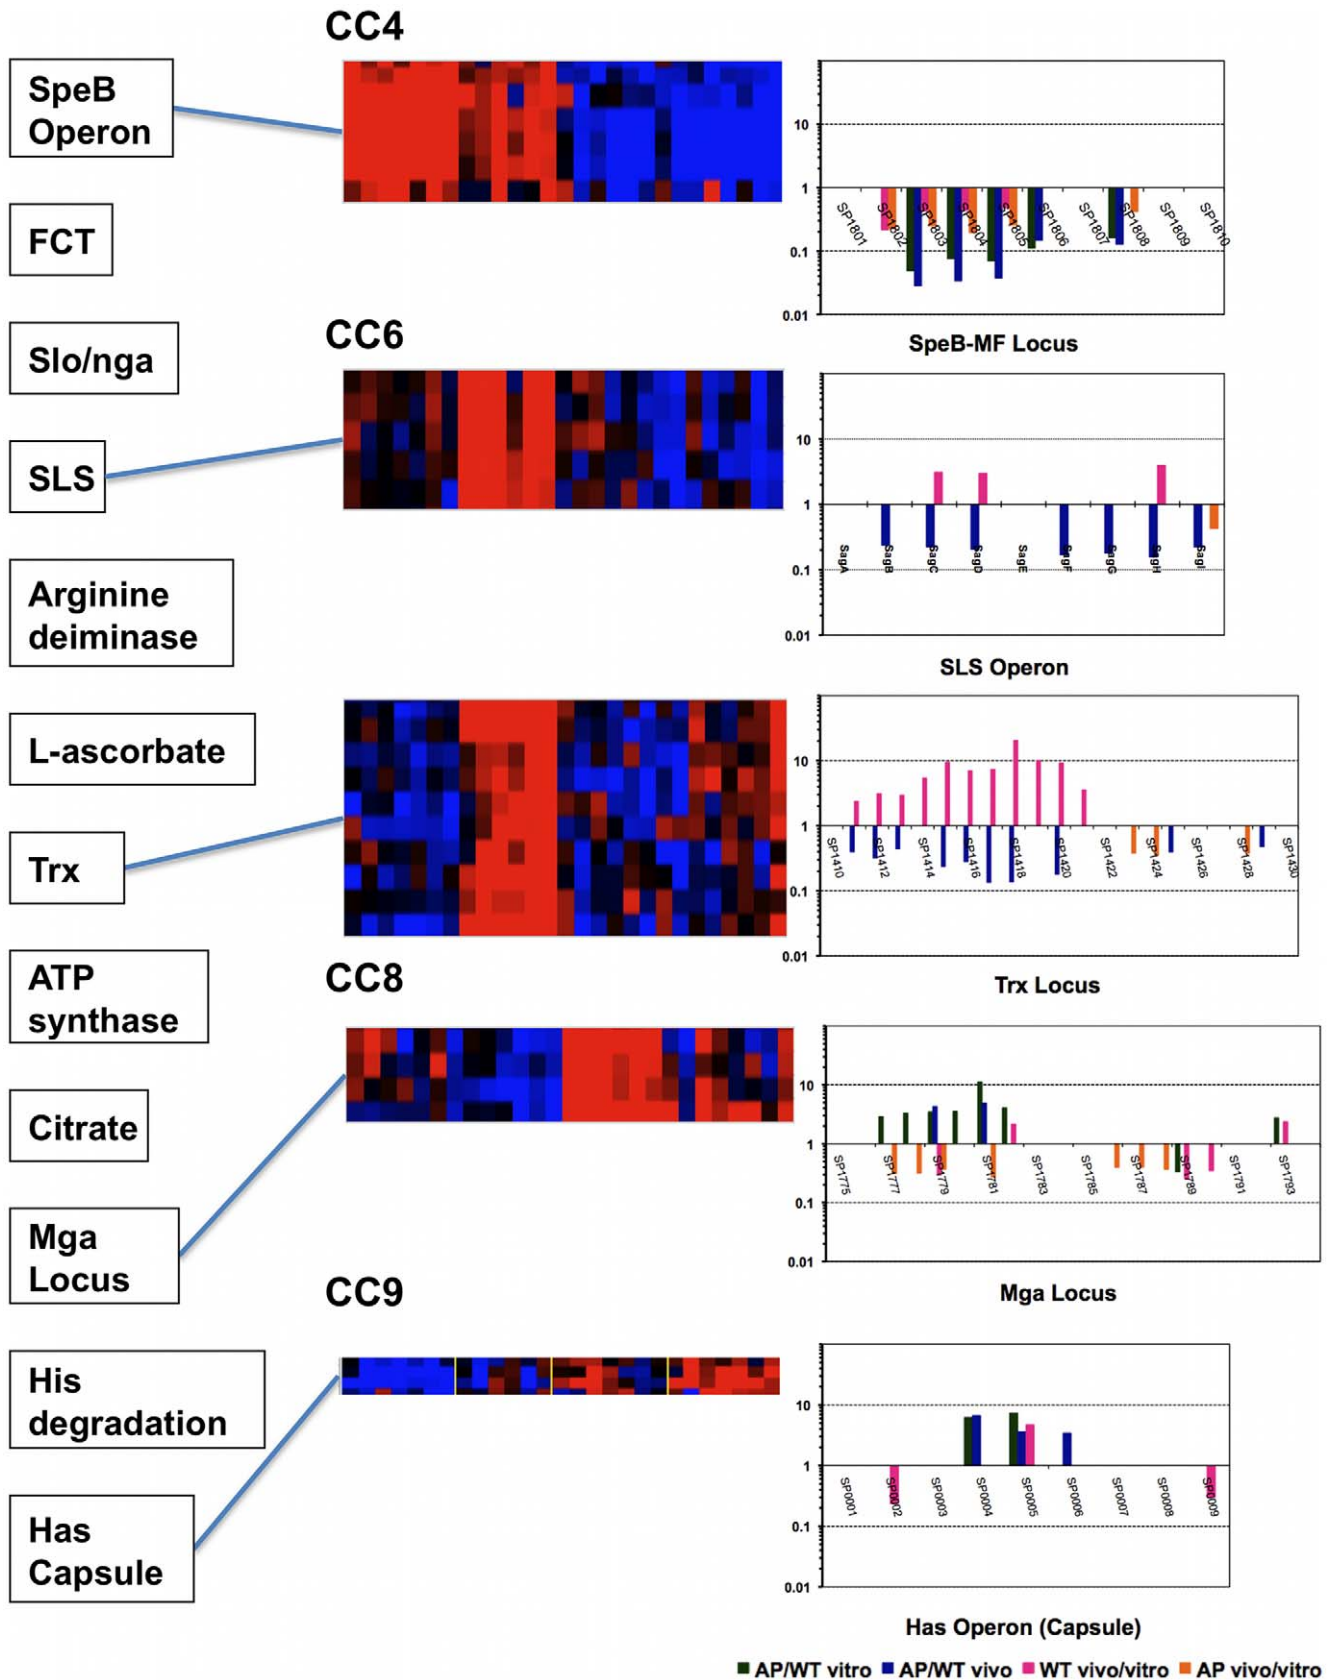 CC4
SpeB
Operon
FCT
Slo/nga
SLS
Arginine
deiminase
L-ascorbate
Trx
ATP
synthase
Citrate
Mga
Locus
His
degradation
Has
Capsule
10
1
0.1
0.01
SP1801
SP1802
SP1803
SP1804
SP1805
SP1806
SP1807
SP1808
SP1809
SP1810
SpeB-MF Locus
CC6
10
1
0.1
0.01
SagA
SagB
SagC
SagD
SagE
SagF
SagG
SagH
SagI
SLS Operon
10
1
0.1
0.01
SP1410
SP1412
SP1414
SP1416
SP1418
SP1420
SP1422
SP1424
SP1426
SP1428
SP1430
Trx Locus
CC8
10
1
0.1
0.01
SP1775
SP1777
SP1779
SP1781
SP1783
SP1785
SP1787
SP1789
SP1791
SP1793
Mga Locus
CC9
10
1
0.1
0.01
SP0001
SP0002
SP0003
SP0004
SP0005
SP0006
SP0007
SP0008
SP0009
Has Operon (Capsule)
AP/WT vitro AP/WT vivo WT vivo/vitro AP vivo/vitro